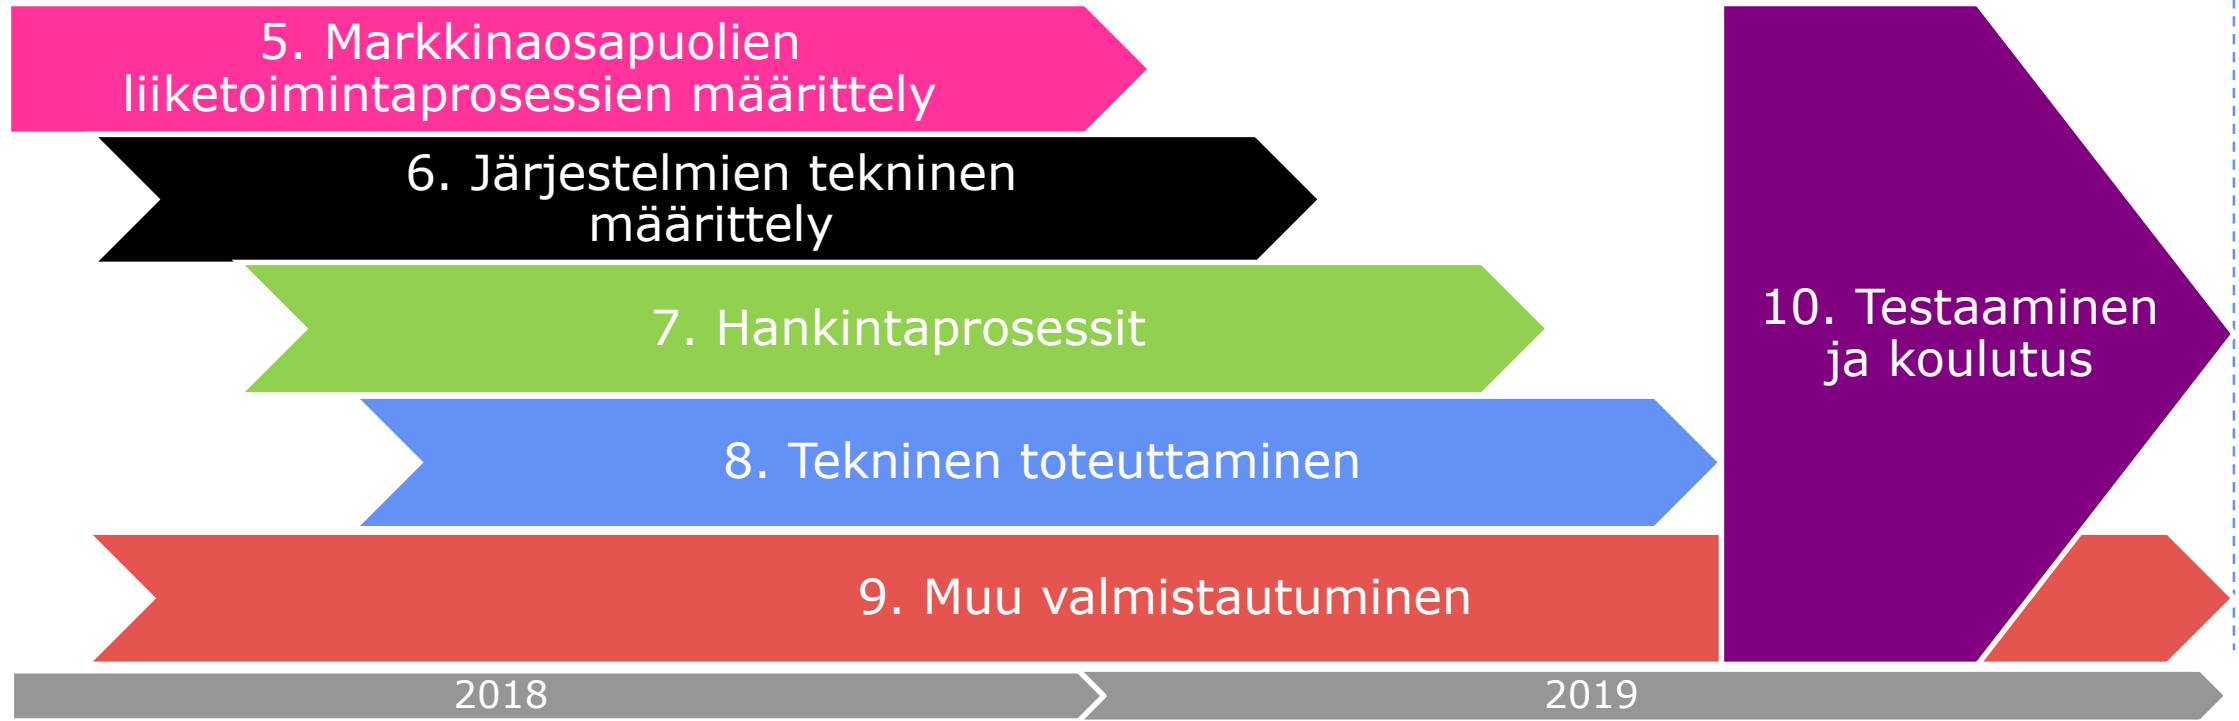 5. Markkinaosapuolien
liiketoimintaprosessien määrittely
6. Järjestelmien tekninen
määrittely
7. Hankintaprosessit
8. Tekninen toteuttaminen
9. Muu valmistautuminen
10. Testaaminen
ja koulutus
2018
2019